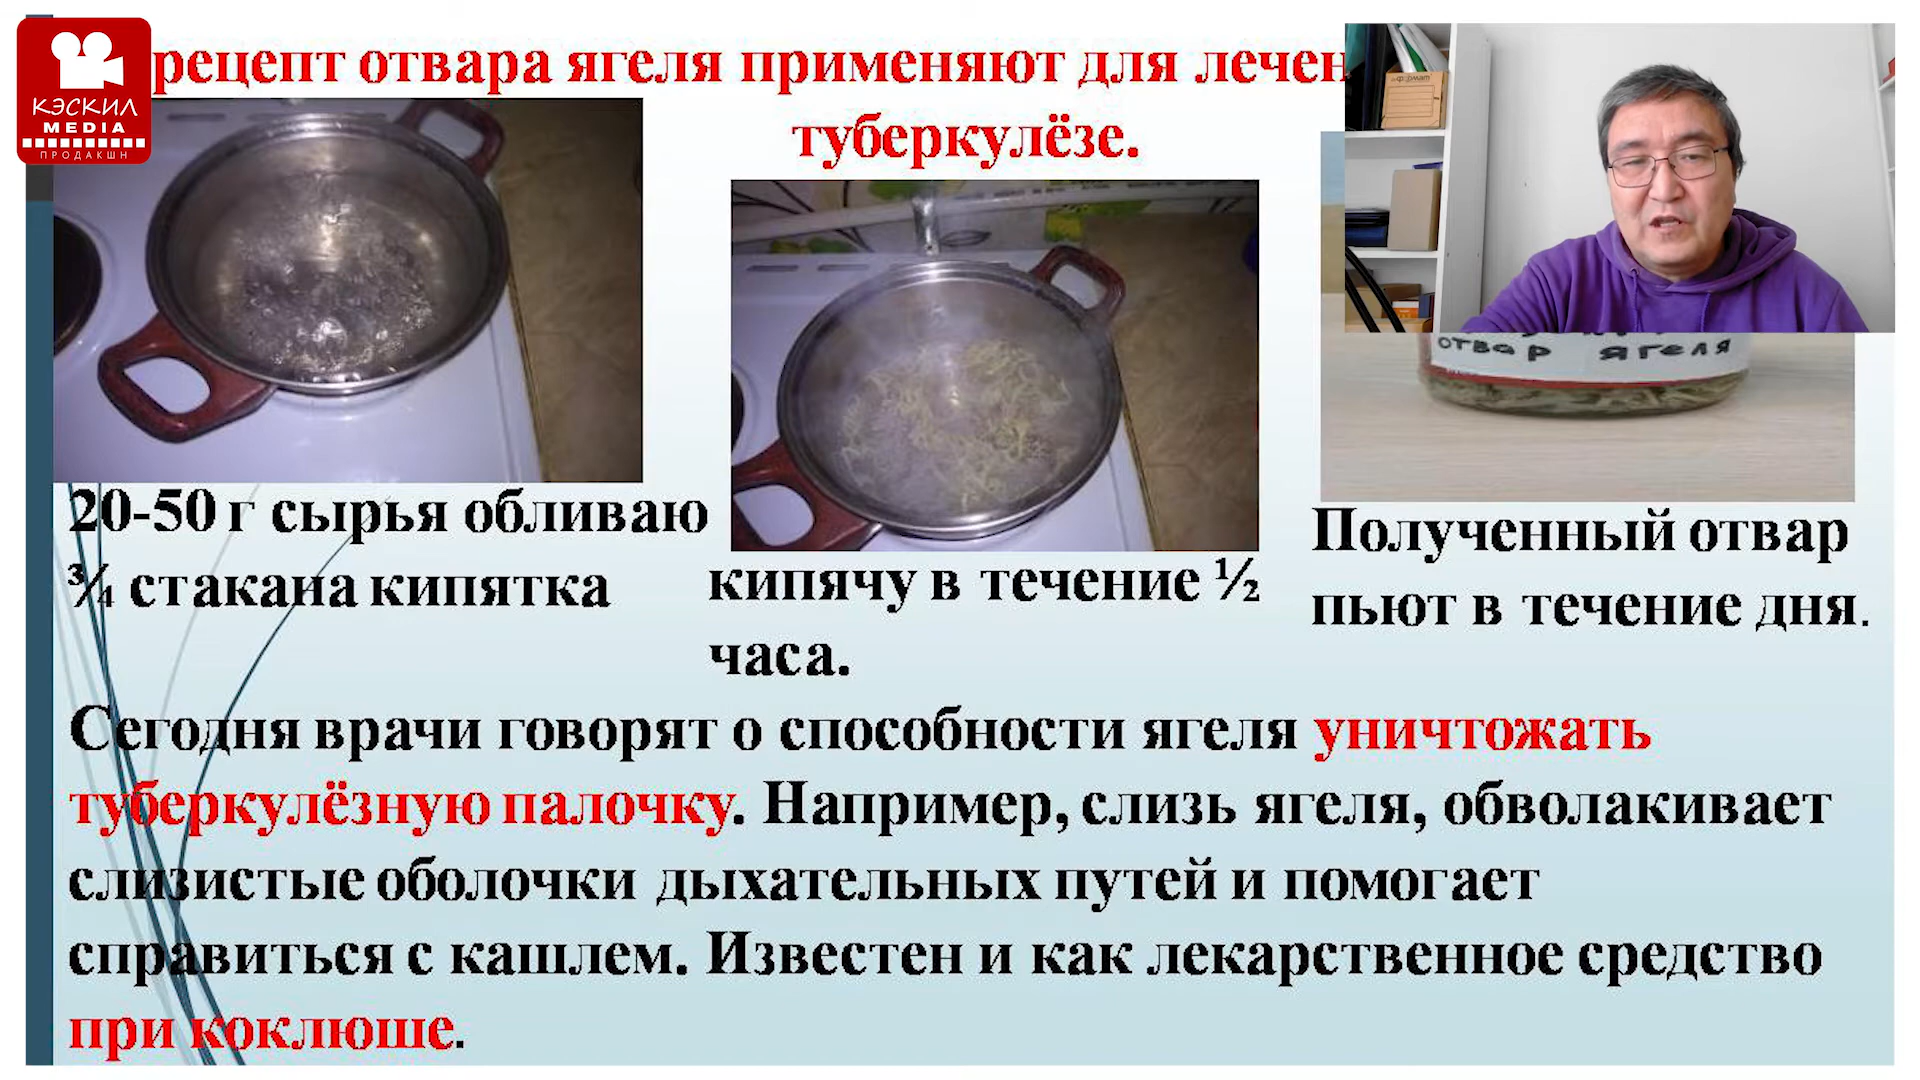 КЭСКИЛ
MEDIA
ПРОДАКШН
рецепт отвара ягеля применяют для лечен
туберкулёзе.
формат
отвар ягеля
20-50 г сырья обливаю
¾ стакана кипятка
кипячу в течение ½
часа.
Полученный отвар
пьют в течение дня.
Сегодня врачи говорят о способности ягеля уничтожать
туберкулёзную палочку. Например, слизь ягеля, обволакивает
слизистые оболочки дыхательных путей и помогает
справиться с кашлем. Известен и как лекарственное средство
при коклюше.